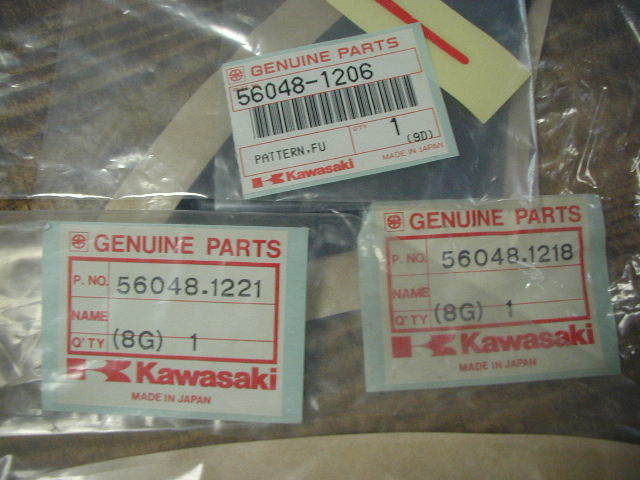 GENUINE PARTS
56048-1206
PATTERN,FU
Q'TY
1
(9D)
Kawasaki
MADE IN JAPAN
GENUINE PARTS
P. NO. 56048.1221
NAME
Q'TY (8G) 1
Kawasaki
MADE IN JAPAN
GENUINE PARTS
P. NO. 56048.1218
NAME
Q'TY (8G) 1
Kawasaki
MADE IN JAPAN